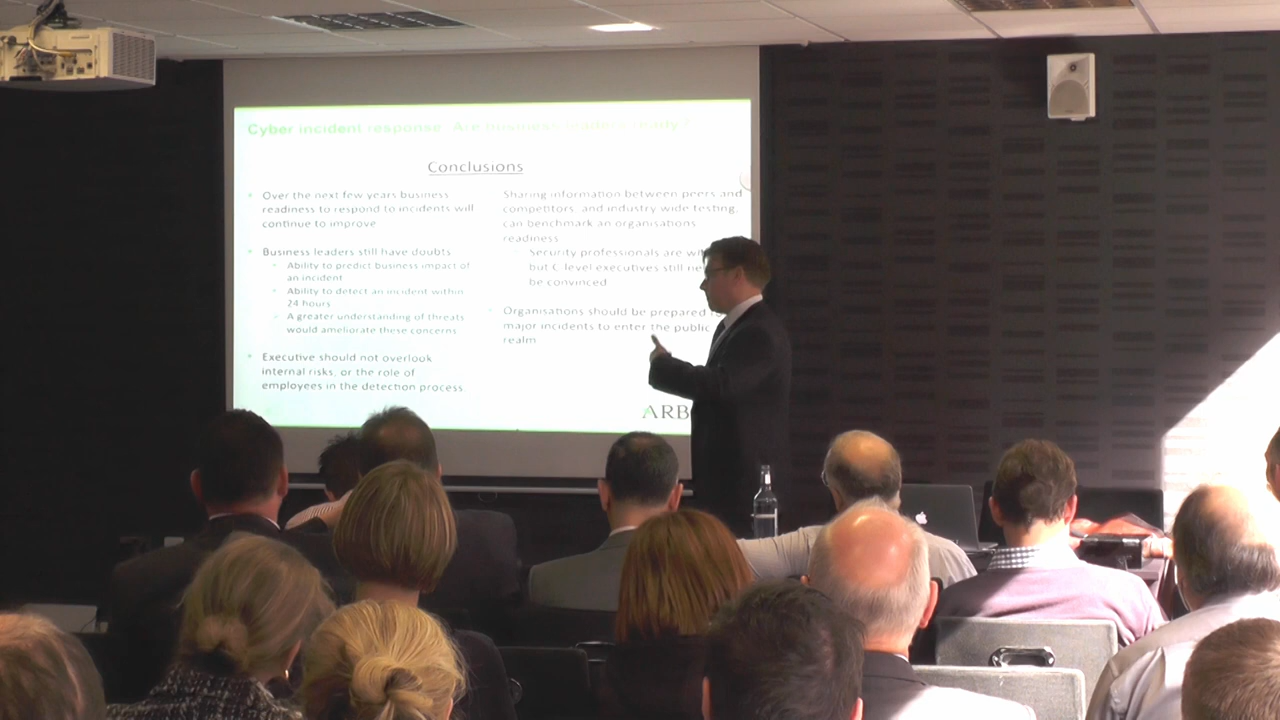 Cyber incident response: Are business leaders ready?
Conclusions
Over the next few years business
readiness to respond to incidents will
continue to improve
Business leaders still have doubts
Ability to predict business impact of
an incident
Ability to detect an incident within
24 hours
A greater understanding of threats
would ameliorate these concerns
Executive should not overlook
internal risks, or the role of
employees in the detection process.
Sharing information between peers and
competitors, and industry wide testing,
can benchmark an organisations
readiness
Security professionals are
but C level executives still
be convinced
Organisations should be prepared
major incidents to enter the public
realm
ARB